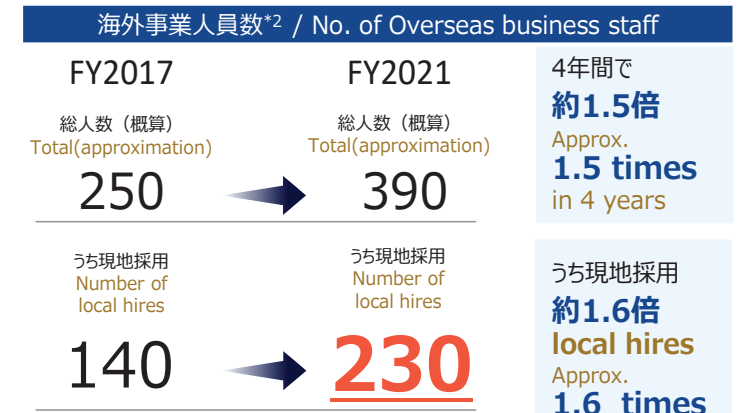 海外事業人員数*2 / No. of Overseas business staff
FY2017
総人数（概算）
Total(approximation)
250
うち現地採用
Number of
local hires
140
FY2021
総人数（概算）
Total(approximation)
390
うち現地採用
Number of
local hires
230
4年間で
約1.5倍
Approx.
1.5 times
in 4 years
うち現地採用
約1.6倍
local hires
Approx.
1.6 times